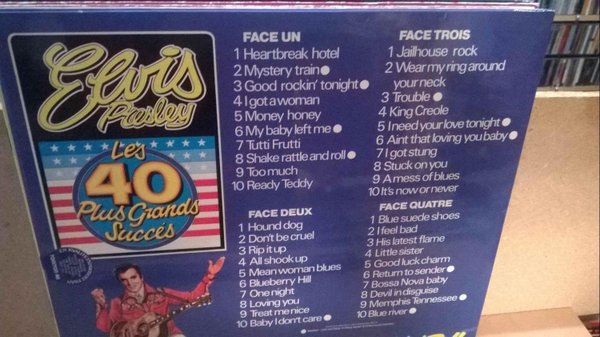 Elvis
Presley
Les
40
Plus Grands
Succès
FACE UN
1 Heartbreak hotel
2 Mystery train
3 Good rockin' tonight
4 I got a woman
5 Money honey
6 My baby left me
7 Tutti Frutti
8 Shake rattle and roll
9 Too much
10 Ready Teddy
FACE DEUX
1 Hound dog
2 Don't be cruel
3 Rip it up
4 All shook up
5 Mean woman blues
6 Blueberry Hill
7 One night
8 Loving you
9 Treat me nice
10 Baby I don't care
FACE TROIS
1 Jailhouse rock
2 Wear my ring around
your neck
3 Trouble
4 King Creole
5 I need your love tonight
6 Aint that loving you baby
7 I got stung
8 Stuck on you
9 A mess of blues
10 It's now or never
FACE QUATRE
1 Blue suede shoes
2 I feel bad
3 His latest flame
4 Little sister
5 Good luck charm
6 Return to sender
7 Bossa Nova baby
8 Devil in disguise
9 Memphis Tennessee
10 Blue river